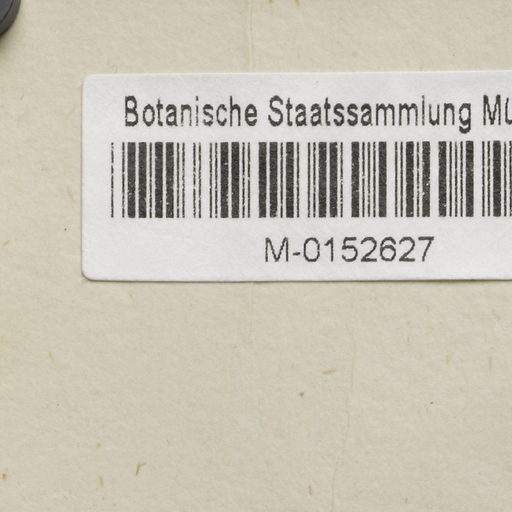 Botanische Staatssammlung Mü
M-0152627